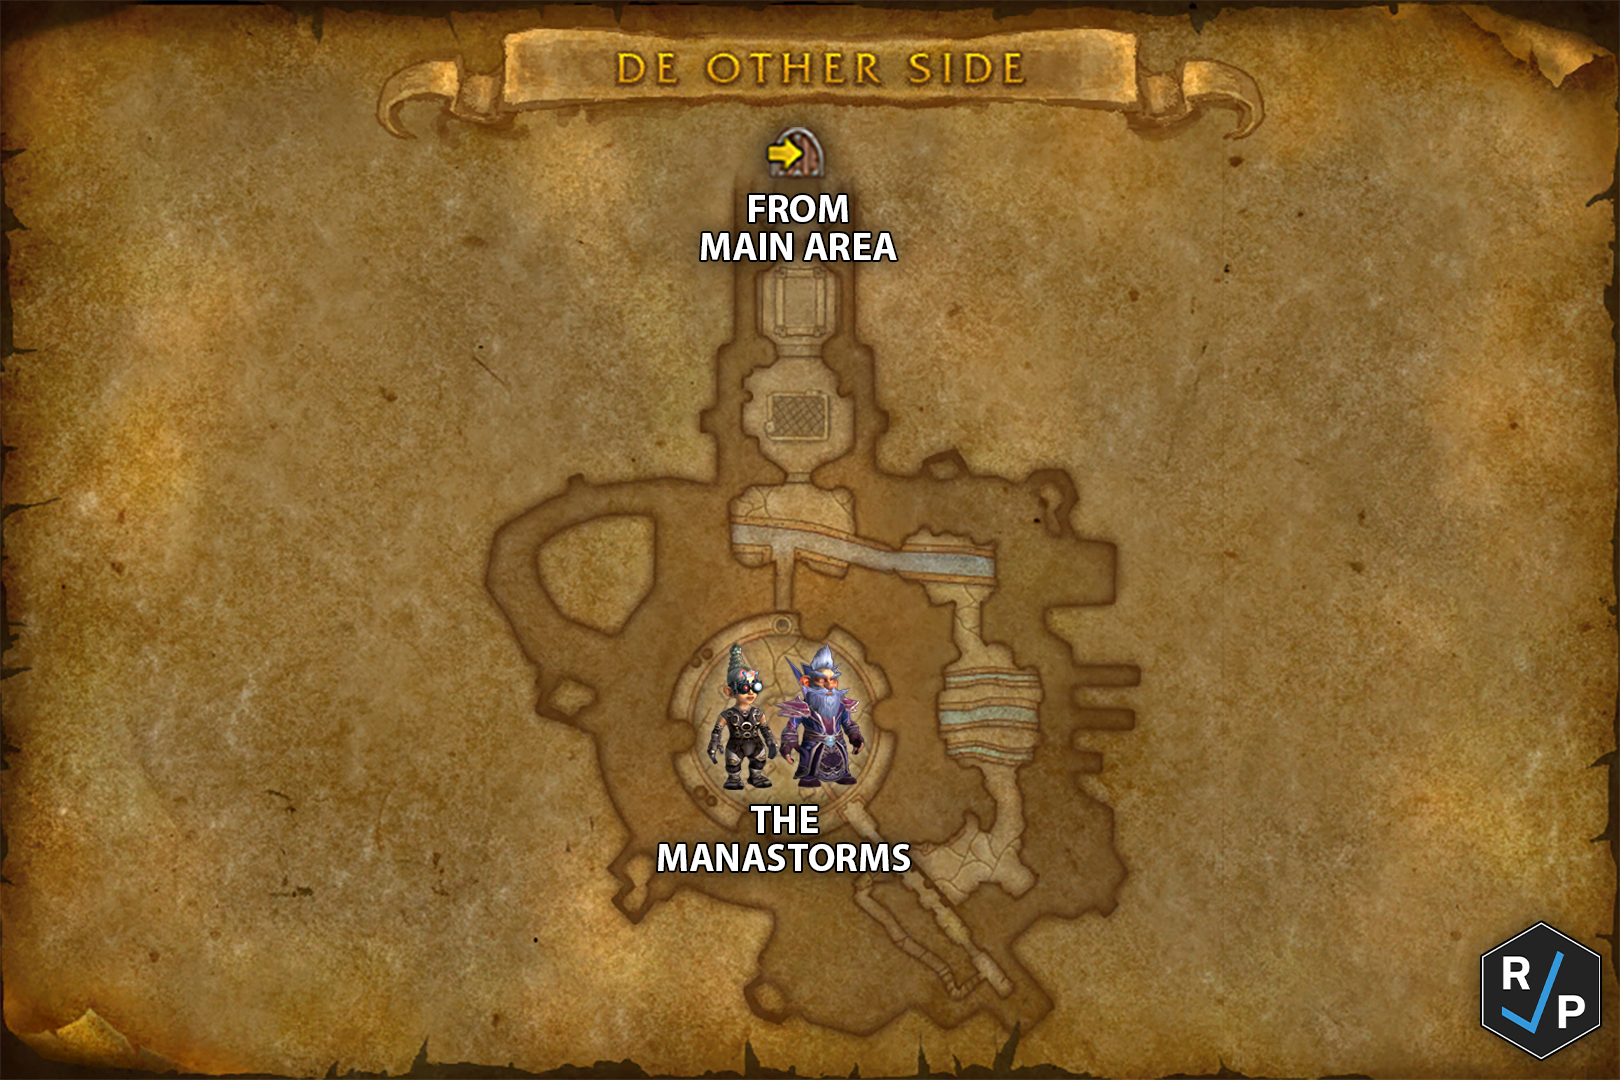 DE OTHER SIDE
FROM
MAIN AREA
THE
MANASTORMS
R
P